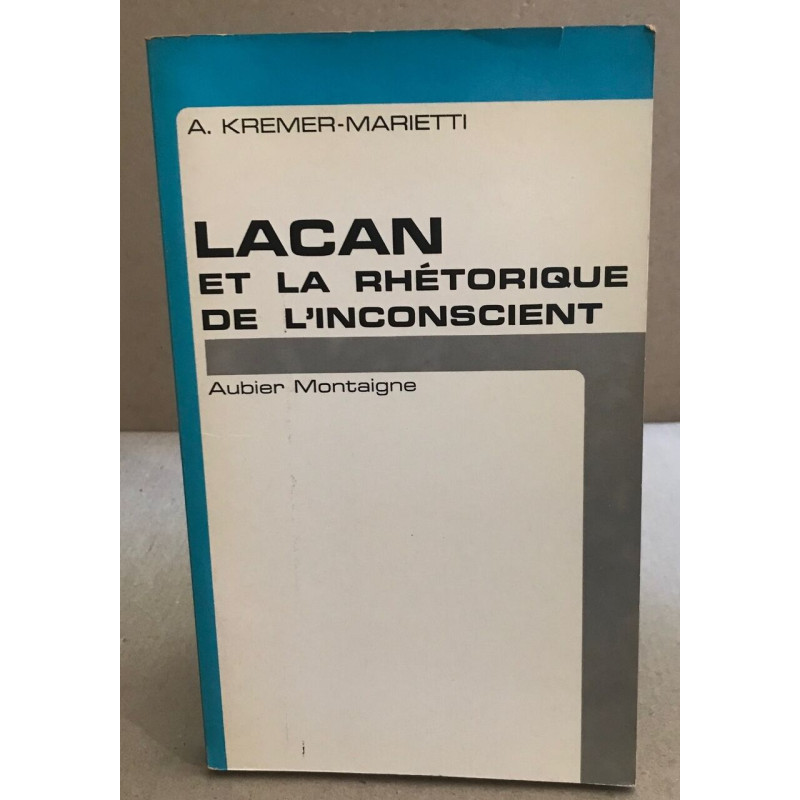 A. KREMER-MARIETTI
LACAN
ET LA RHÉTORIQUE
DE L'INCONSCIENT
Aubier Montaigne